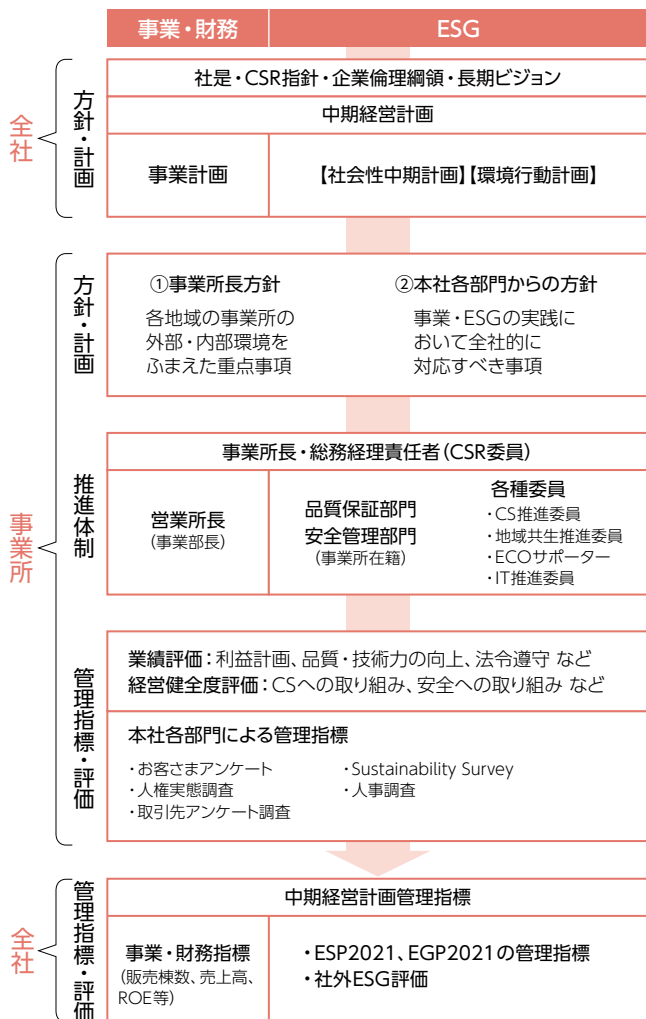 事業・財務
ESG
全社
方針・計画
社是・CSR指針・企業倫理綱領・長期ビジョン
中期経営計画
事業計画
【社会性中期計画】【環境行動計画】
事業所
方針・計画
①事業所長方針
各地域の事業所の
外部・内部環境を
ふまえた重点事項
②本社各部門からの方針
事業・ESGの実践に
おいて全社的に
対応すべき事項
推進体制
事業所長・総務経理責任者(CSR委員)
営業所長
(事業部長)
品質保証部門
安全管理部門
(事業所在籍)
各種委員
・CS推進委員
・地域共生推進委員
・ECOサポーター
・IT推進委員
管理指標・評価
業績評価：利益計画、品質・技術力の向上、法令遵守 など
経営健全度評価：CSへの取り組み、安全への取り組み など
本社各部門による管理指標
・お客さまアンケート
・人権実態調査
・取引先アンケート調査
・Sustainability Survey
・人事調査
全社
管理指標・評価
中期経営計画管理指標
事業・財務指標
(販売棟数、売上高、
ROE等)
・ESP2021、EGP2021の管理指標
・社外ESG評価